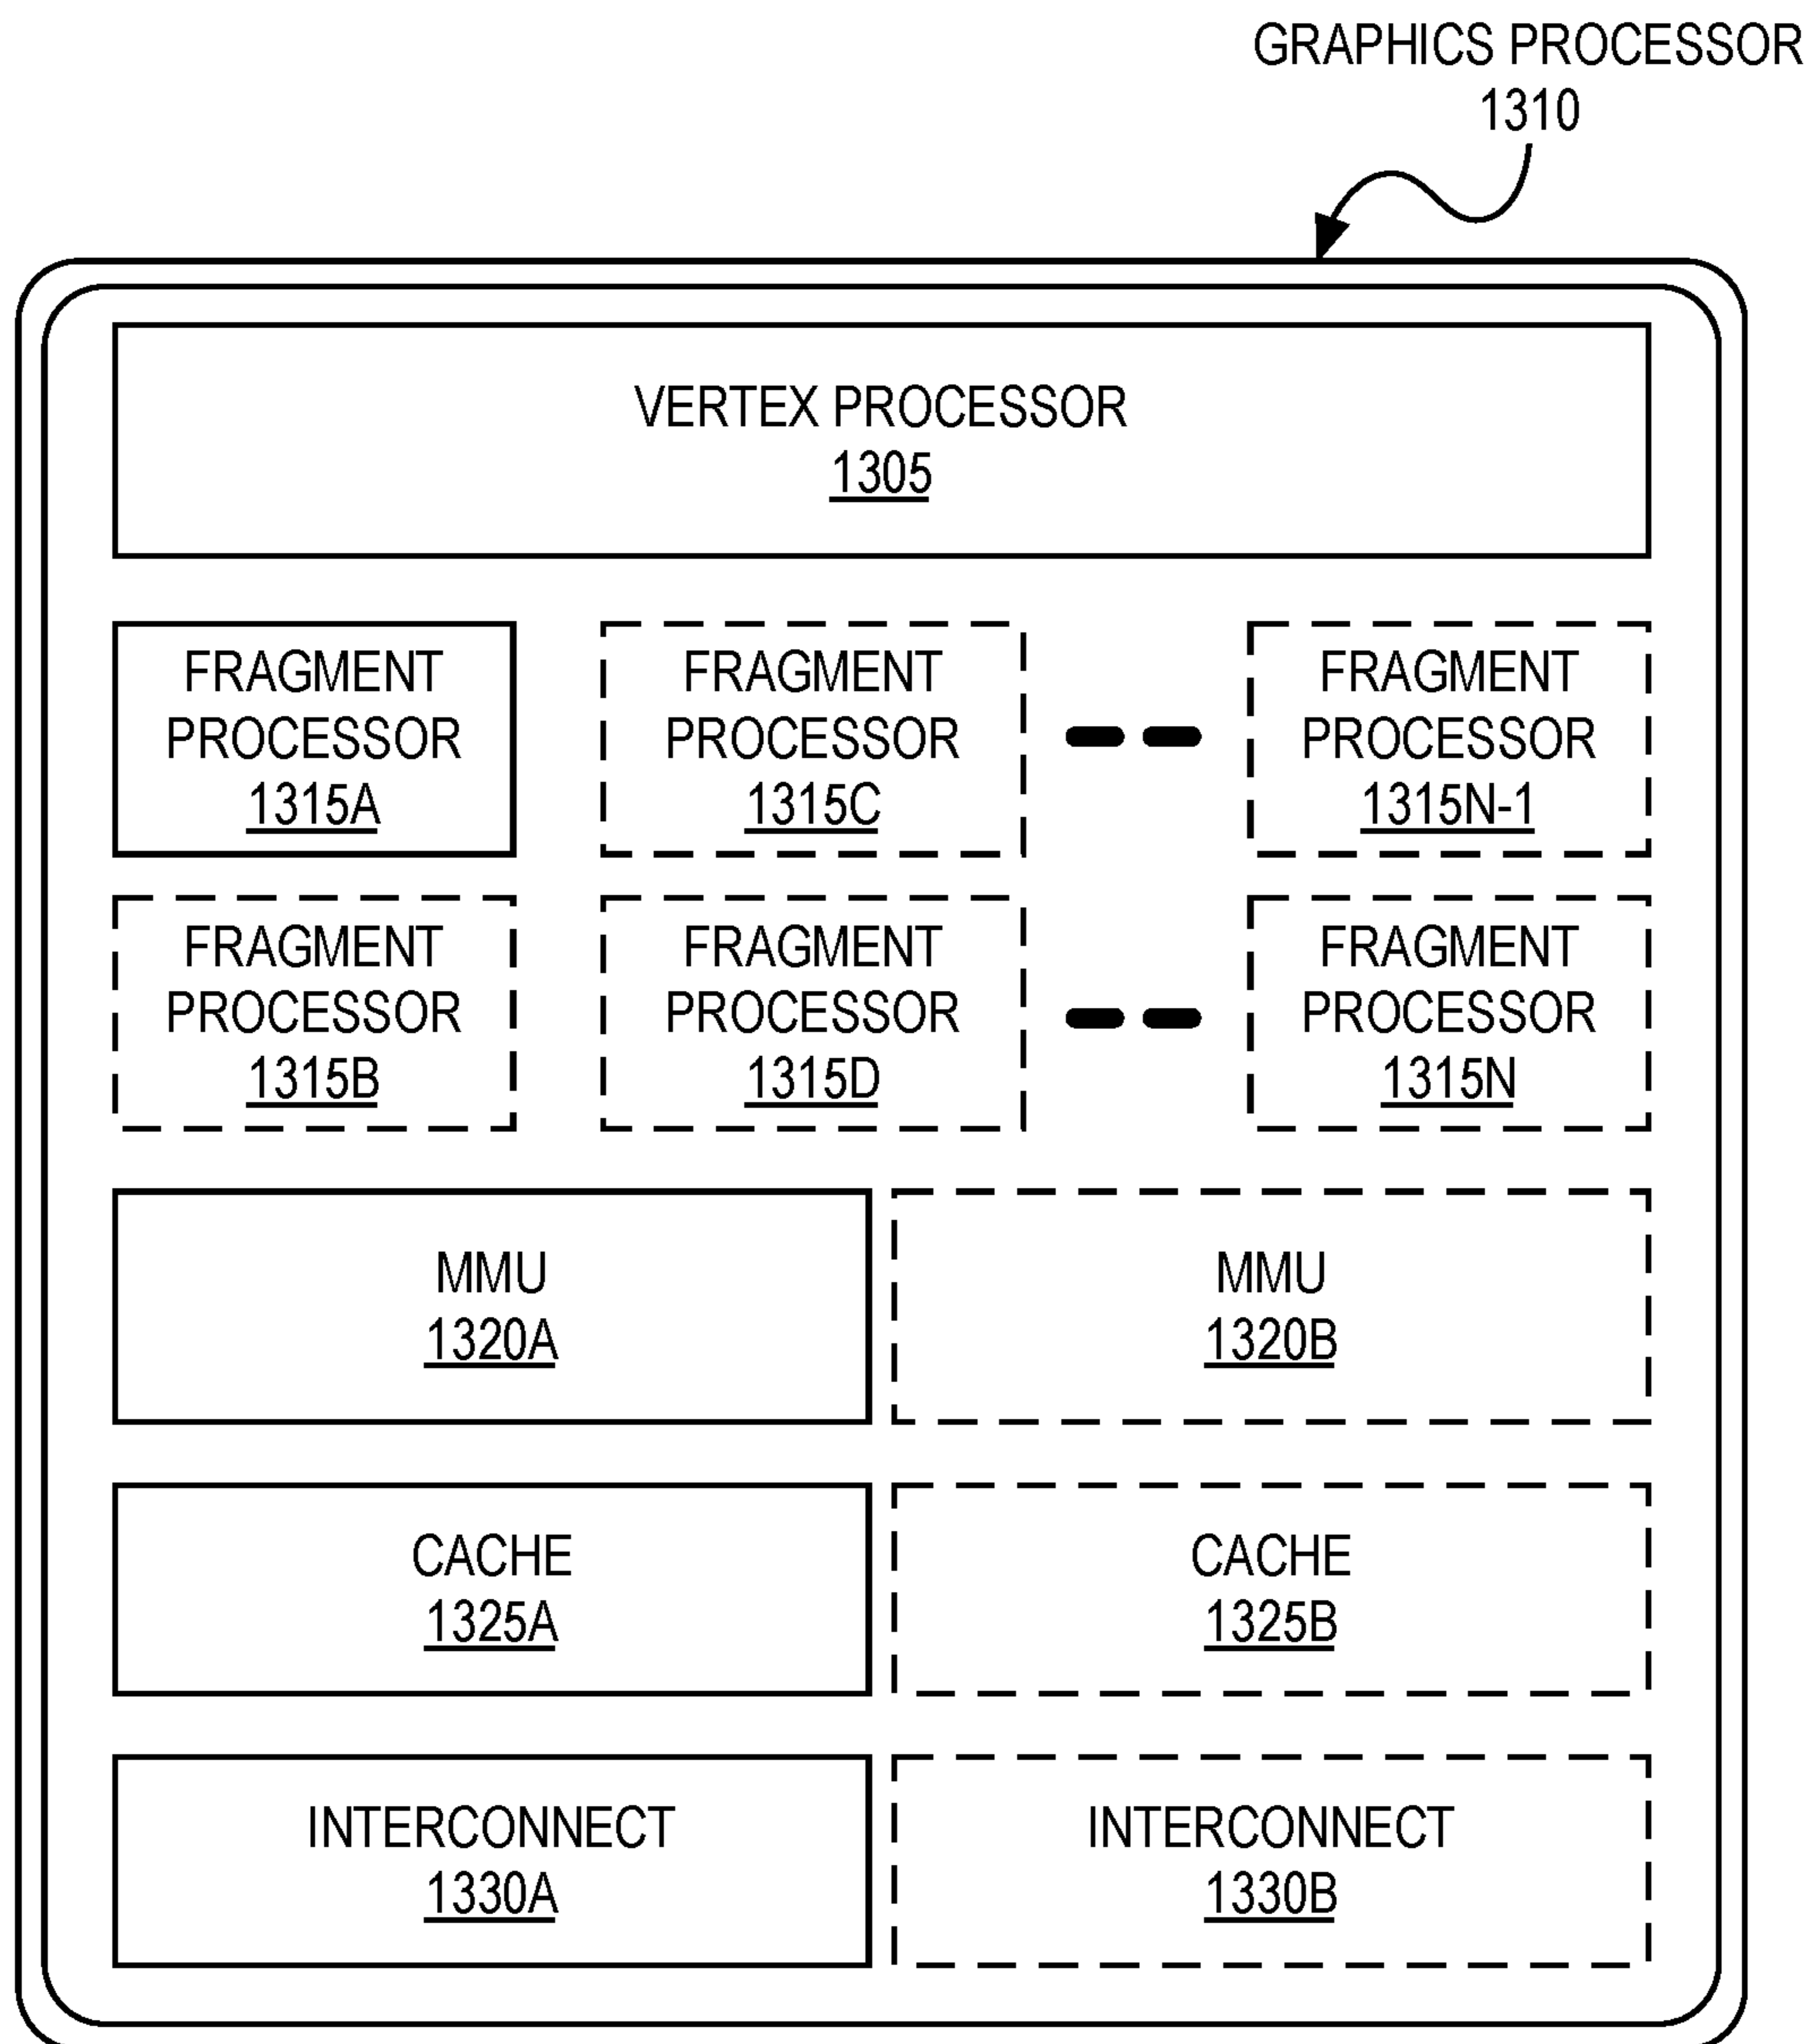 GRAPHICS PROCESSOR
1310
VERTEX PROCESSOR
1305
FRAGMENT
PROCESSOR
1315A
FRAGMENT
PROCESSOR
1315C
FRAGMENT
PROCESSOR
1315N-1
FRAGMENT
PROCESSOR
1315B
FRAGMENT
PROCESSOR
1315D
FRAGMENT
PROCESSOR
1315N
MMU
1320A
MMU
1320B
CACHE
1325A
CACHE
1325B
INTERCONNECT
1330A
INTERCONNECT
1330B